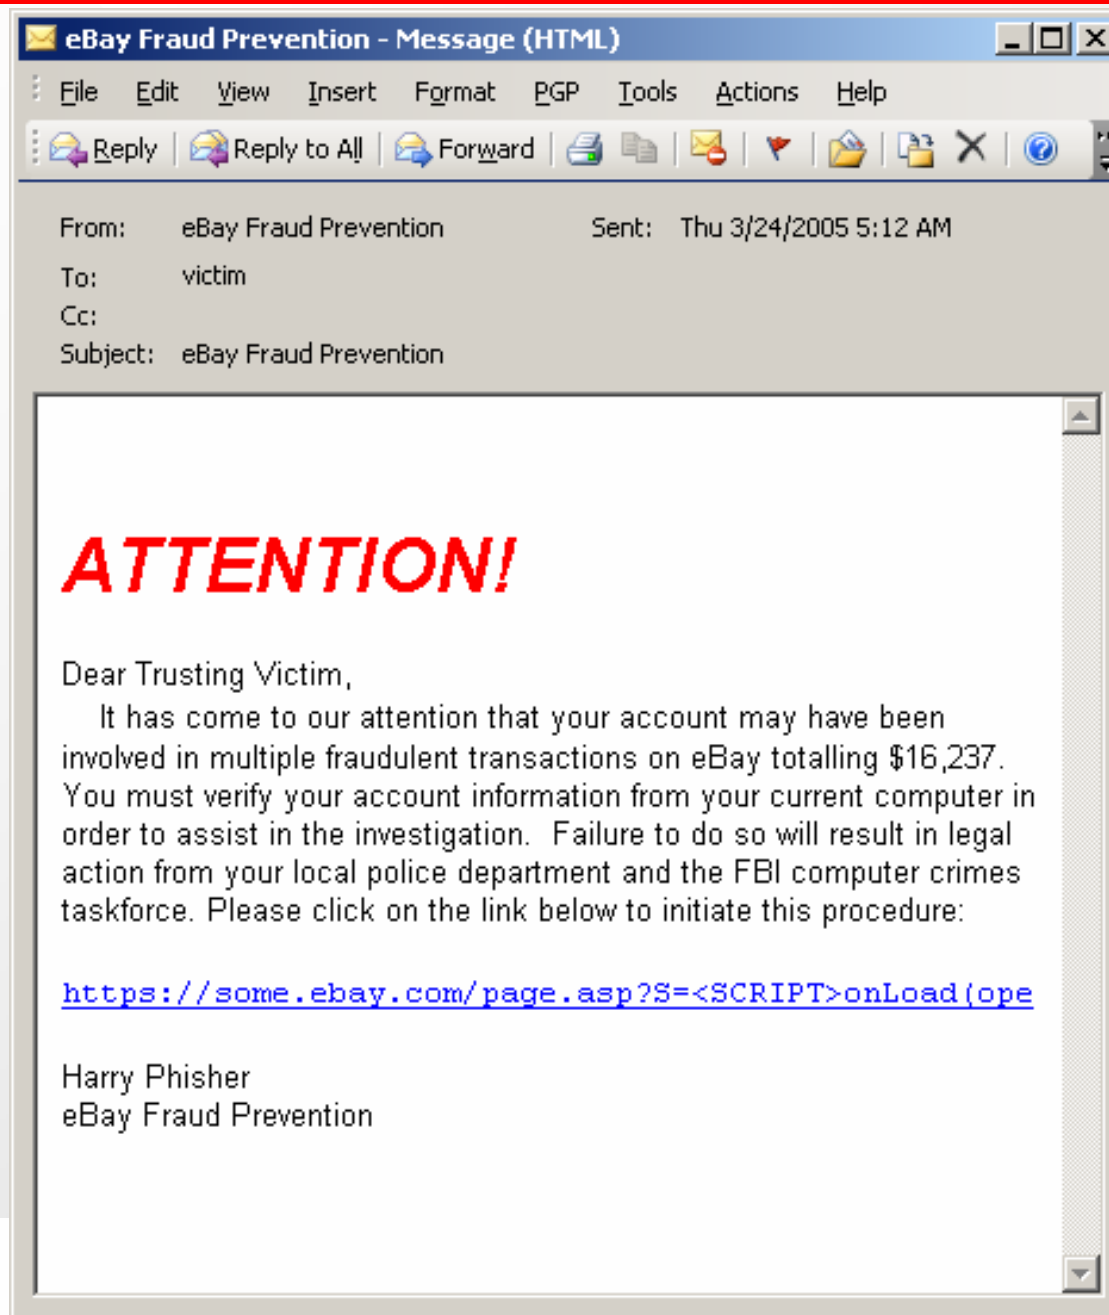 eBay Fraud Prevention - Message (HTML)
File Edit View Insert Format PGP Tools Actions Help
Reply Reply to All Forward
From: eBay Fraud Prevention Sent: Thu 3/24/2005 5:12 AM
To: victim
Cc:
Subject: eBay Fraud Prevention
ATTENTION!
Dear Trusting Victim,
It has come to our attention that your account may have been
involved in multiple fraudulent transactions on eBay totalling $16,237.
You must verify your account information from your current computer in
order to assist in the investigation. Failure to do so will result in legal
action from your local police department and the FBI computer crimes
taskforce. Please click on the link below to initiate this procedure:
https://some.ebay.com/page.asp?S=<SCRIPT>onLoad(ope
Harry Phisher
eBay Fraud Prevention